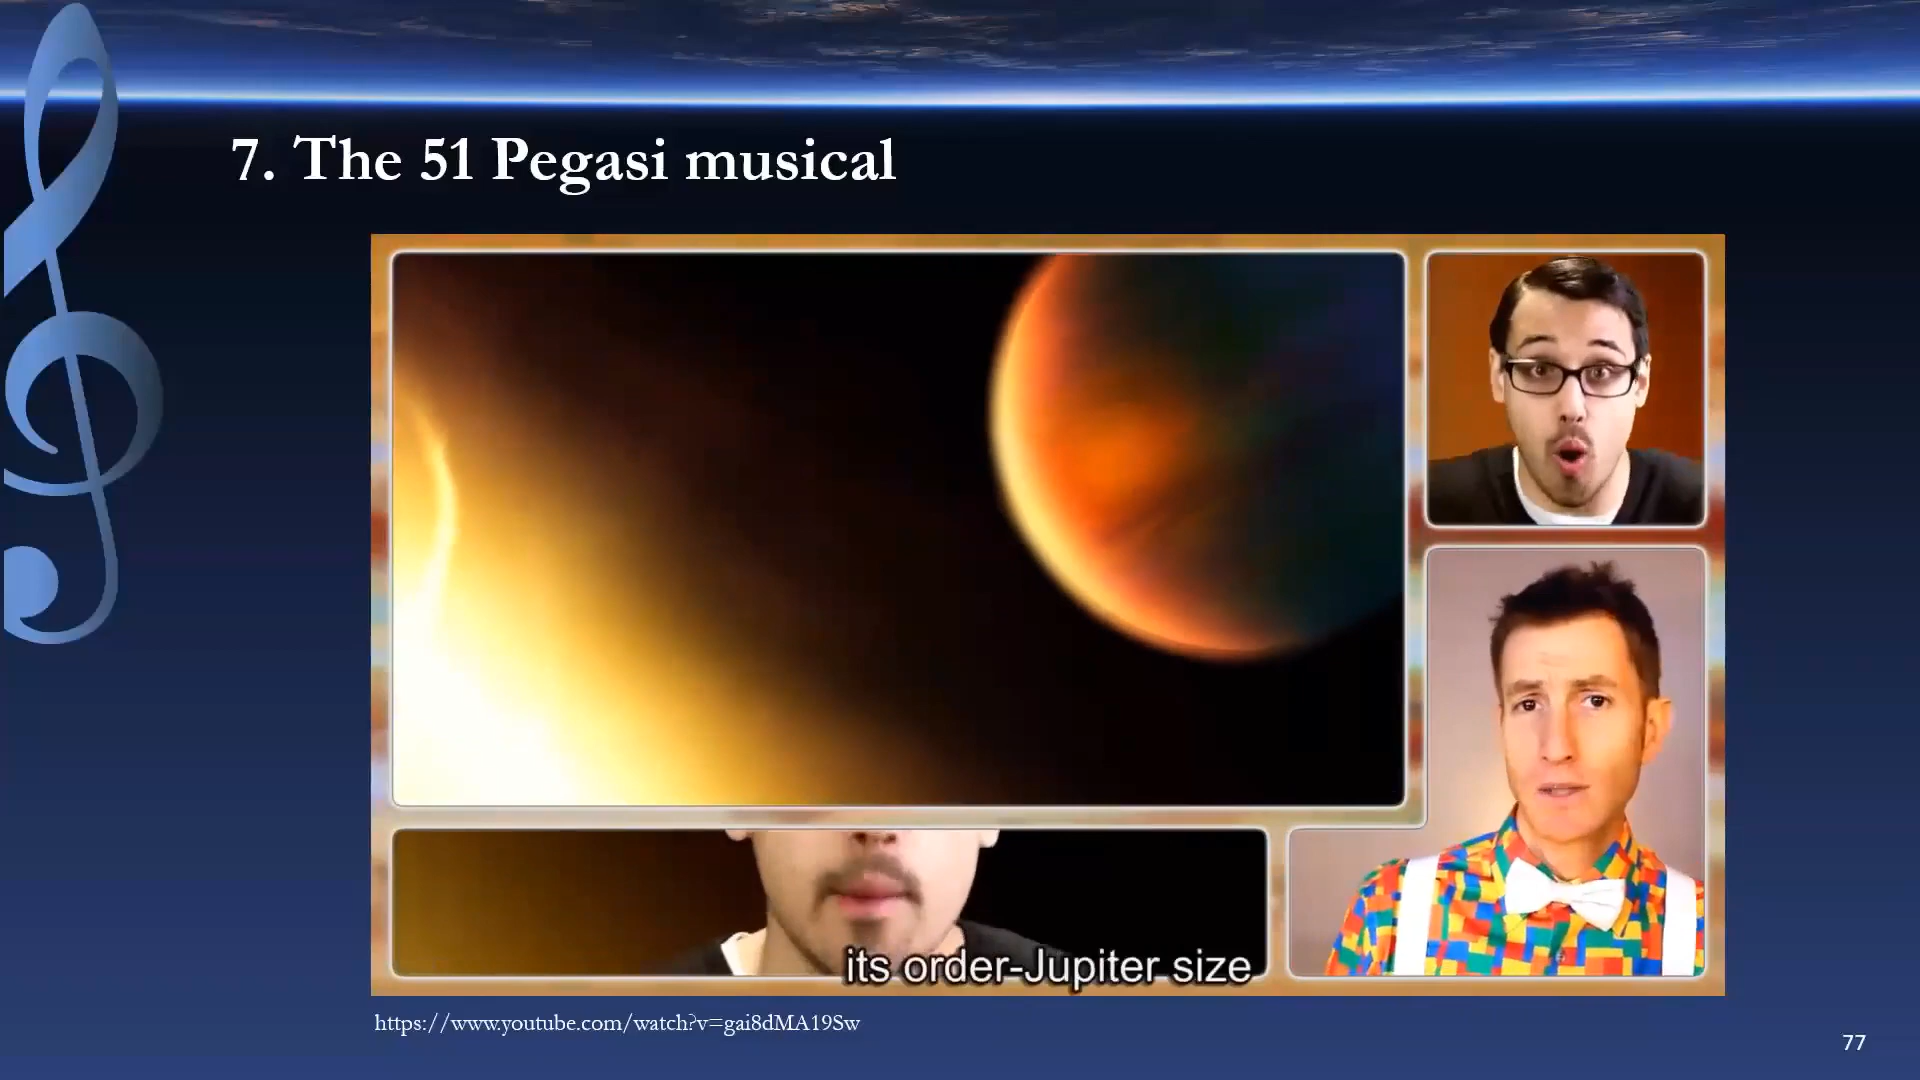 7. The 51 Pegasi musical
its order-Jupiter size
https://www.youtube.com/watch?v=gai8dMA19Sw
77